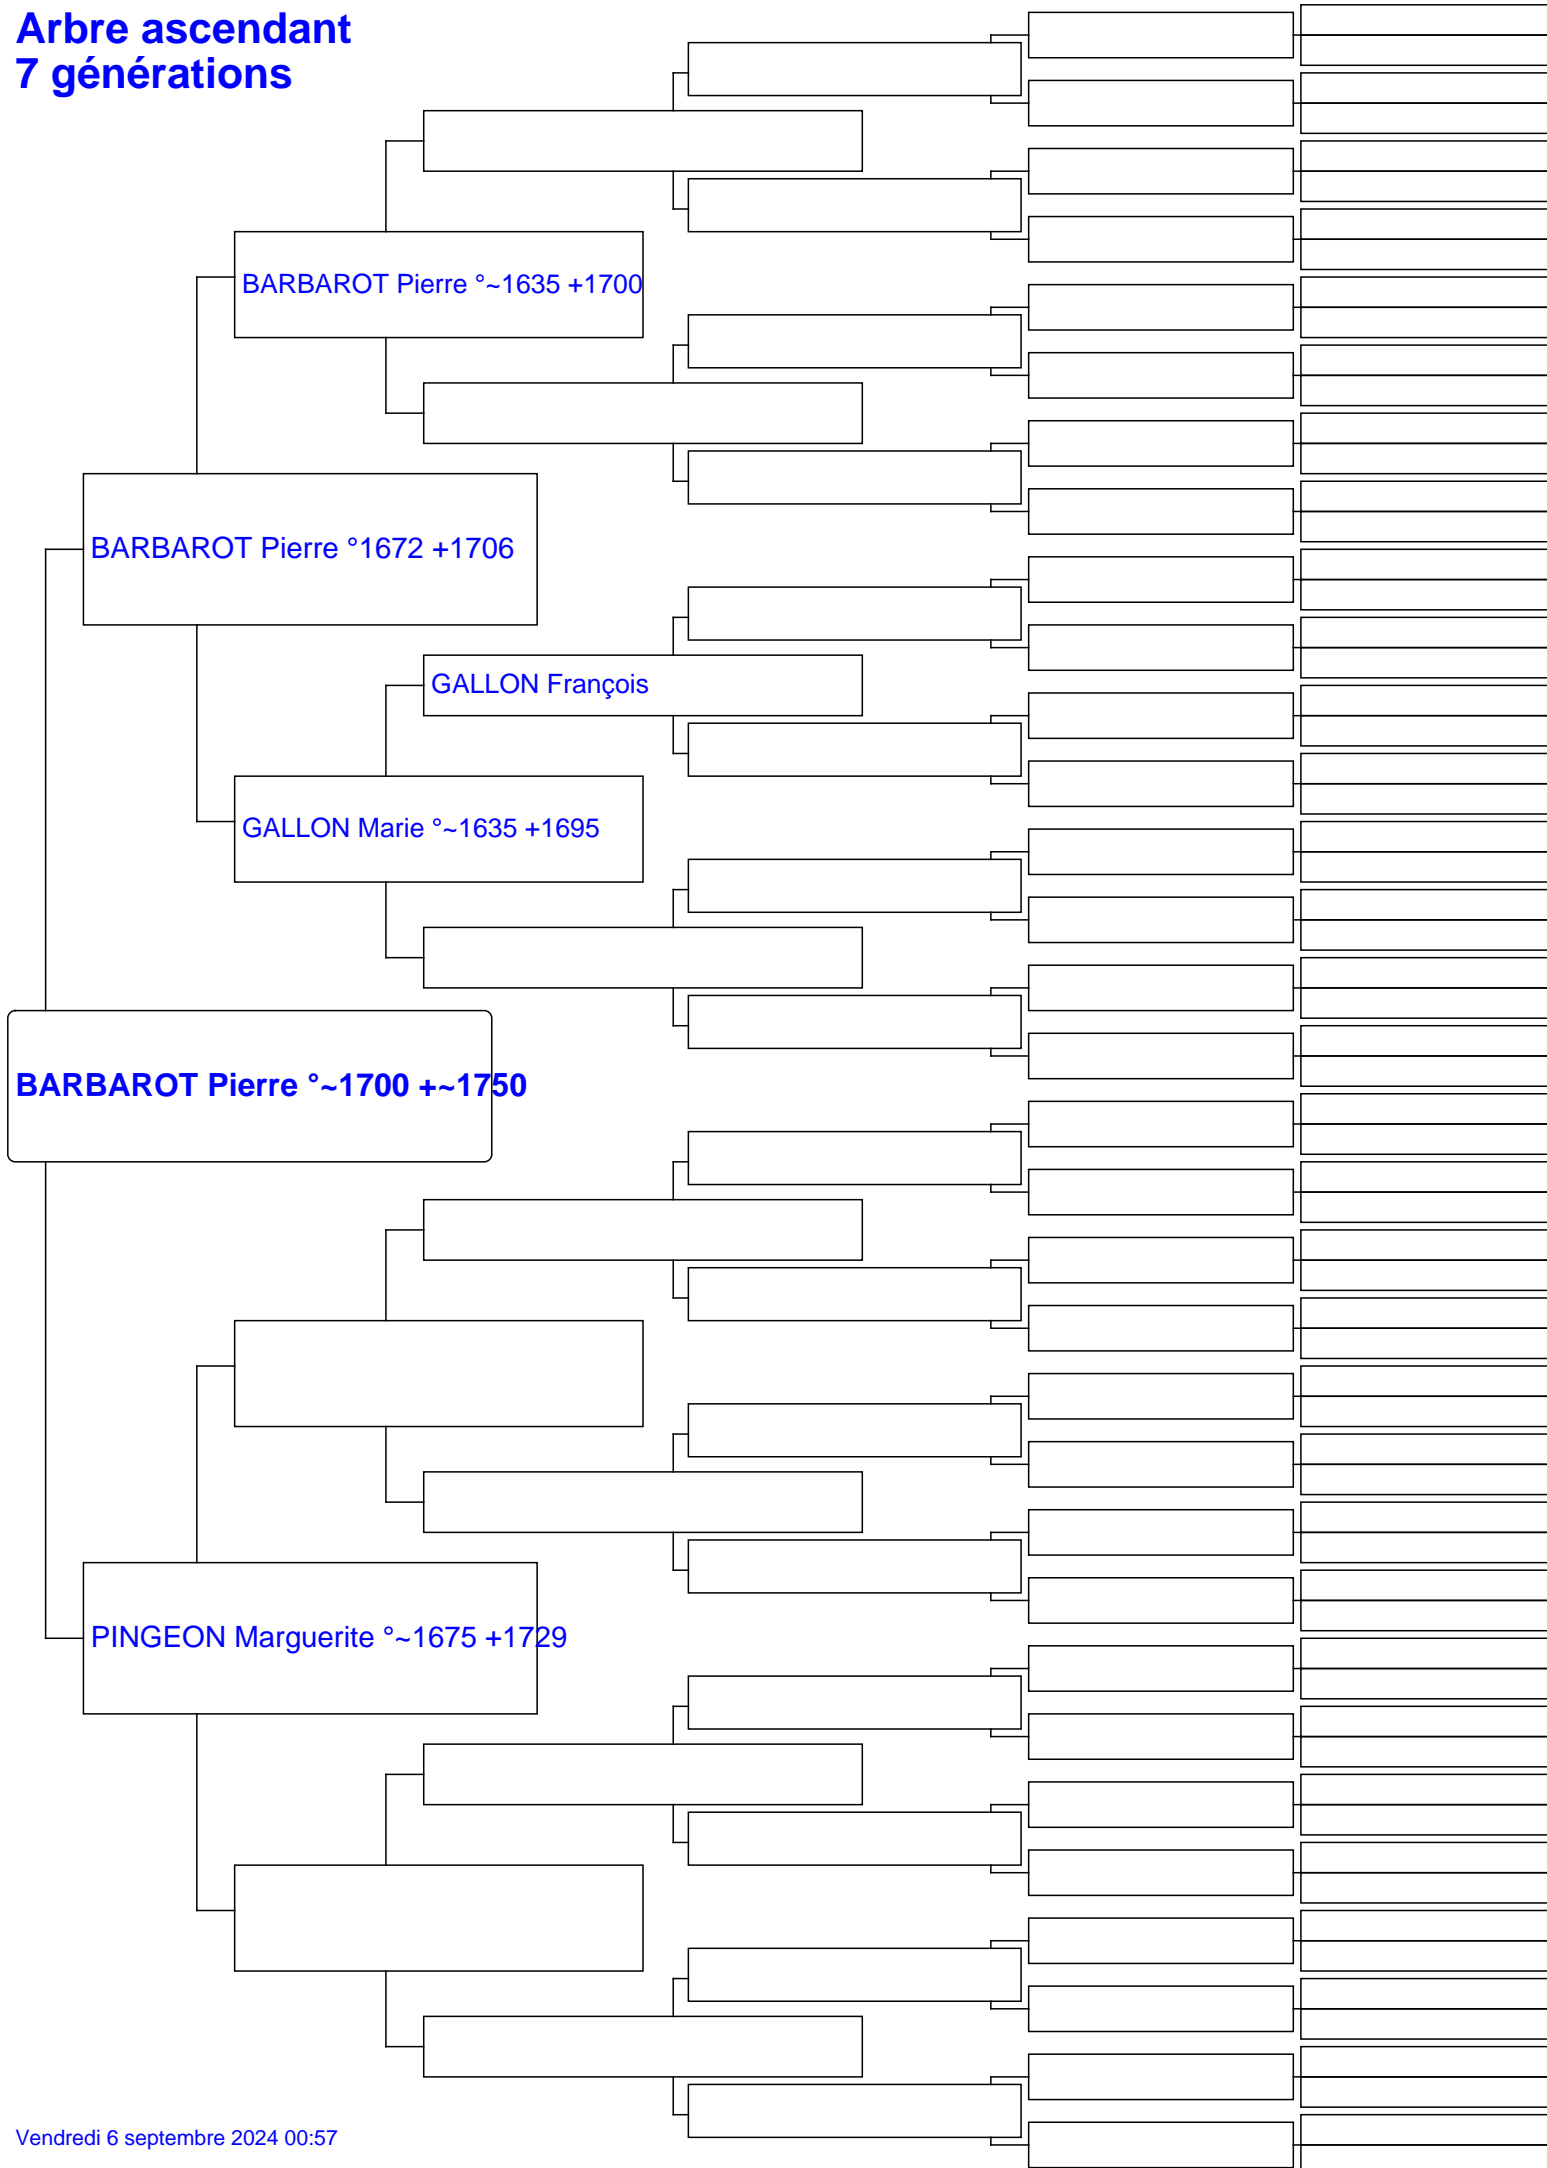 Arbre ascendant
7 générations
BARBAROT Pierre °~1635 +1700
BARBAROT Pierre °1672 +1706
GALLON François
GALLON Marie °~1635 +1695
BARBAROT Pierre °~1700 +~1750
PINGEON Marguerite °~1675 +1729
Vendredi 6 septembre 2024 00:57